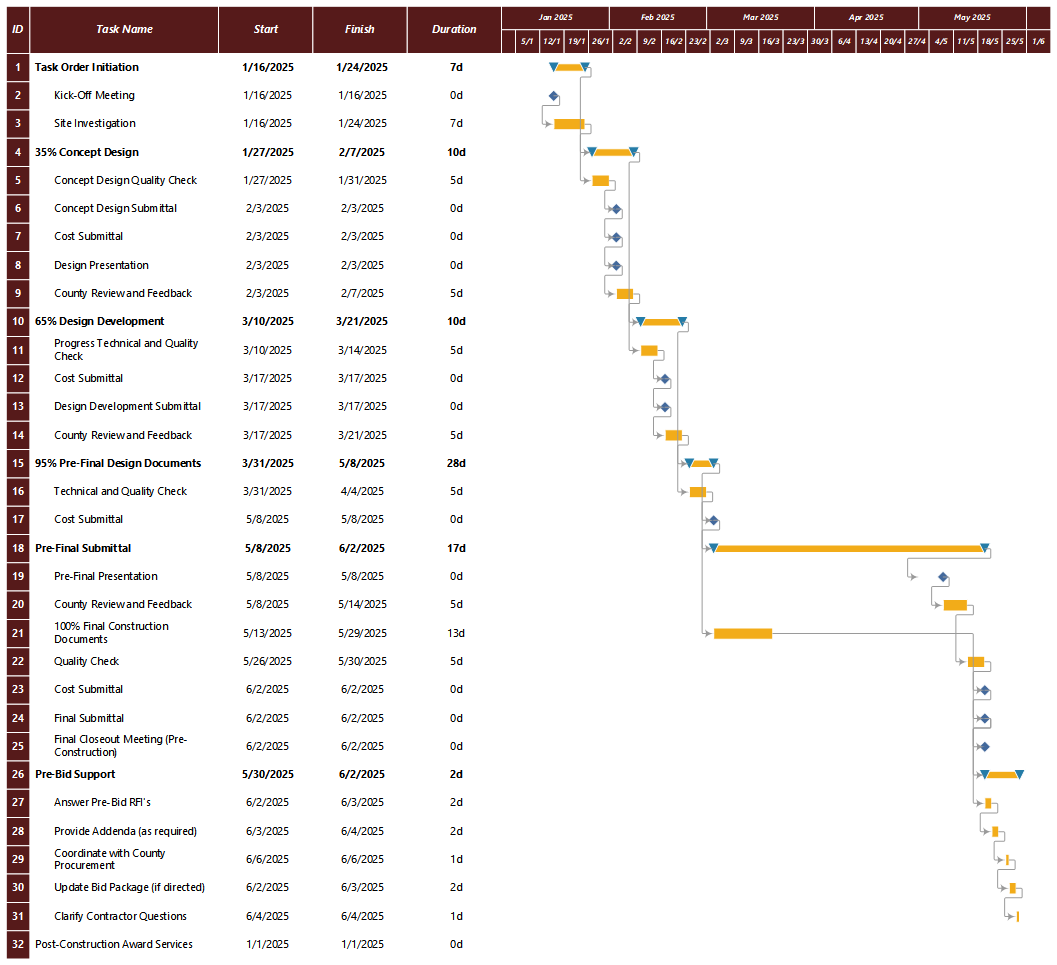 ID Task Name Start Finish Duration Jan 2025 Feb 2025 Mar 2025 Apr 2025 May 2025
5/1 12/1 19/1 26/1 2/2 9/2 16/2 23/2 2/3 9/3 16/3 23/3 30/3 6/4 13/4 20/4 27/4 4/5 11/5 18/5 25/5 1/6
1 Task Order Initiation 1/16/2025 1/24/2025 7d
2 Kick-Off Meeting 1/16/2025 1/16/2025 0d
3 Site Investigation 1/16/2025 1/24/2025 7d
4 35% Concept Design 1/27/2025 2/7/2025 10d
5 Concept Design Quality Check 1/27/2025 1/31/2025 5d
6 Concept Design Submittal 2/3/2025 2/3/2025 0d
7 Cost Submittal 2/3/2025 2/3/2025 0d
8 Design Presentation 2/3/2025 2/3/2025 0d
9 County Review and Feedback 2/3/2025 2/7/2025 5d
10 65% Design Development 3/10/2025 3/21/2025 10d
11 Progress Technical and Quality
Check 3/10/2025 3/14/2025 5d
12 Cost Submittal 3/17/2025 3/17/2025 0d
13 Design Development Submittal 3/17/2025 3/17/2025 0d
14 County Review and Feedback 3/17/2025 3/21/2025 5d
15 95% Pre-Final Design Documents 3/31/2025 5/8/2025 28d
16 Technical and Quality Check 3/31/2025 4/4/2025 5d
17 Cost Submittal 5/8/2025 5/8/2025 0d
18 Pre-Final Submittal 5/8/2025 6/2/2025 17d
19 Pre-Final Presentation 5/8/2025 5/8/2025 0d
20 County Review and Feedback 5/8/2025 5/14/2025 5d
21 100% Final Construction
Documents 5/13/2025 5/29/2025 13d
22 Quality Check 5/26/2025 5/30/2025 5d
23 Cost Submittal 6/2/2025 6/2/2025 0d
24 Final Submittal 6/2/2025 6/2/2025 0d
25 Final Closeout Meeting (Pre-
Construction) 6/2/2025 6/2/2025 0d
26 Pre-Bid Support 5/30/2025 6/2/2025 2d
27 Answer Pre-Bid RFI's 6/2/2025 6/3/2025 2d
28 Provide Addenda (as required) 6/3/2025 6/4/2025 2d
29 Coordinate with County
Procurement 6/6/2025 6/6/2025 1d
30 Update Bid Package (if directed) 6/2/2025 6/3/2025 2d
31 Clarify Contractor Questions 6/4/2025 6/4/2025 1d
32 Post-Construction Award Services 1/1/2025 1/1/2025 0d